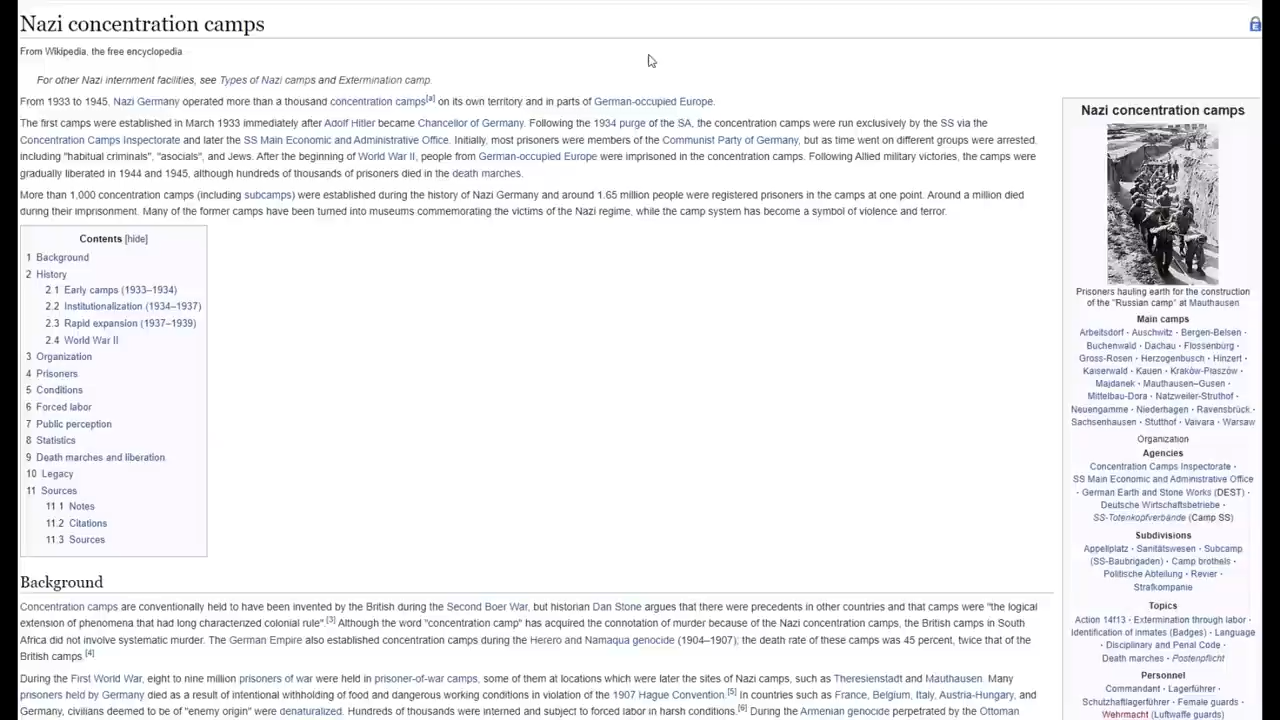 Nazi concentration camps
From Wikipedia, the free encyclopedia
For other Nazi internment facilities, see Types of Nazi camps and Extermination camp.
From 1933 to 1945, Nazi Germany operated more than a thousand concentration camps[a] on its own territory and in parts of German-occupied Europe.
The first camps were established in March 1933 immediately after Adolf Hitler became Chancellor of Germany. Following the 1934 purge of the SA, the concentration camps were run exclusively by the SS via the
Concentration Camps Inspectorate and later the SS Main Economic and Administrative Office. Initially, most prisoners were members of the Communist Party of Germany, but as time went on different groups were arrested,
including "habitual criminals", "asocials", and Jews. After the beginning of World War II, people from German-occupied Europe were imprisoned in the concentration camps. Following Allied military victories, the camps were
gradually liberated in 1944 and 1945, although hundreds of thousands of prisoners died in the death marches.
More than 1,000 concentration camps (including subcamps) were established during the history of Nazi Germany and around 1.65 million people were registered prisoners in the camps at one point. Around a million died
during their imprisonment. Many of the former camps have been turned into museums commemorating the victims of the Nazi regime, while the camp system has become a symbol of violence and terror.
Contents [hide]
1 Background
2 History
2.1 Early camps (1933–1934)
2.2 Institutionalization (1934–1937)
2.3 Rapid expansion (1937–1939)
2.4 World War II
3 Organization
4 Prisoners
5 Conditions
6 Forced labor
7 Public perception
8 Statistics
9 Death marches and liberation
10 Legacy
11 Sources
11.1 Notes
11.2 Citations
11.3 Sources
Background
Concentration camps are conventionally held to have been invented by the British during the Second Boer War, but historian Dan Stone argues that there were precedents in other countries and that camps were "the logical
extension of phenomena that had long characterized colonial rule".[3] Although the word "concentration camp" has acquired the connotation of murder because of the Nazi concentration camps, the British camps in South
Africa did not involve systematic murder. The German Empire also established concentration camps during the Herero and Namaqua genocide (1904–1907); the death rate of these camps was 45 percent, twice that of the
British camps.[4]
During the First World War, eight to nine million prisoners of war were held in prisoner-of-war camps, some of them at locations which were later the sites of Nazi camps, such as Theresienstadt and Mauthausen. Many
prisoners held by Germany died as a result of intentional withholding of food and dangerous working conditions in violation of the 1907 Hague Convention.[5] In countries such as France, Belgium, Italy, Austria-Hungary, and
Germany, civilians deemed to be of "enemy origin" were denaturalized. Hundreds of thousands were interned and subject to forced labor in harsh conditions.[6] During the Armenian genocide perpetrated by the Ottoman
Nazi concentration camps
Prisoners hauling earth for the construction
of the "Russian camp" at Mauthausen
Main camps
Arbeitsdorf · Auschwitz · Bergen-Belsen ·
Buchenwald · Dachau · Flossenbürg ·
Gross-Rosen · Herzogenbusch · Hinzert ·
Kaiserwald · Kauen · Kraków-Płaszów ·
Majdanek · Mauthausen–Gusen ·
Mittelbau-Dora · Natzweiler-Struthof ·
Neuengamme · Niederhagen · Ravensbrück ·
Sachsenhausen · Stutthof · Vaivara · Warsaw
Organization
Agencies
Concentration Camps Inspectorate ·
SS Main Economic and Administrative Office
· German Earth and Stone Works (DEST) ·
Deutsche Wirtschaftsbetriebe ·
SS-Totenkopfverbände (Camp SS)
Subdivisions
Appellplatz · Sanitätswesen · Subcamp
(SS-Baubrigaden) · Camp brothels ·
Politische Abteilung · Revier ·
Strafkompanie
Topics
Action 14f13 · Extermination through labor ·
Identification of inmates (Badges) · Language
· Disciplinary and Penal Code ·
Death marches · Postenpflicht
Personnel
Commandant · Lagerführer ·
Schutzhaftlagerführer · Female guards ·
Wehrmacht (Luftwaffe guards)